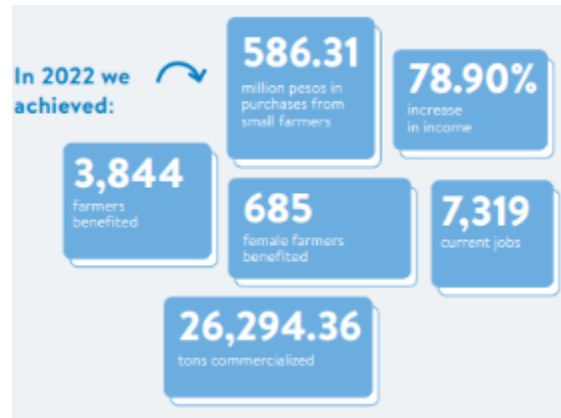 In 2022 we
achieved:
586.31
million pesos in
purchases from
small farmers
78.90%
increase
in income
3,844
farmers
benefited
685
female farmers
benefited
7,319
current jobs
26,294.36
tons commercialized